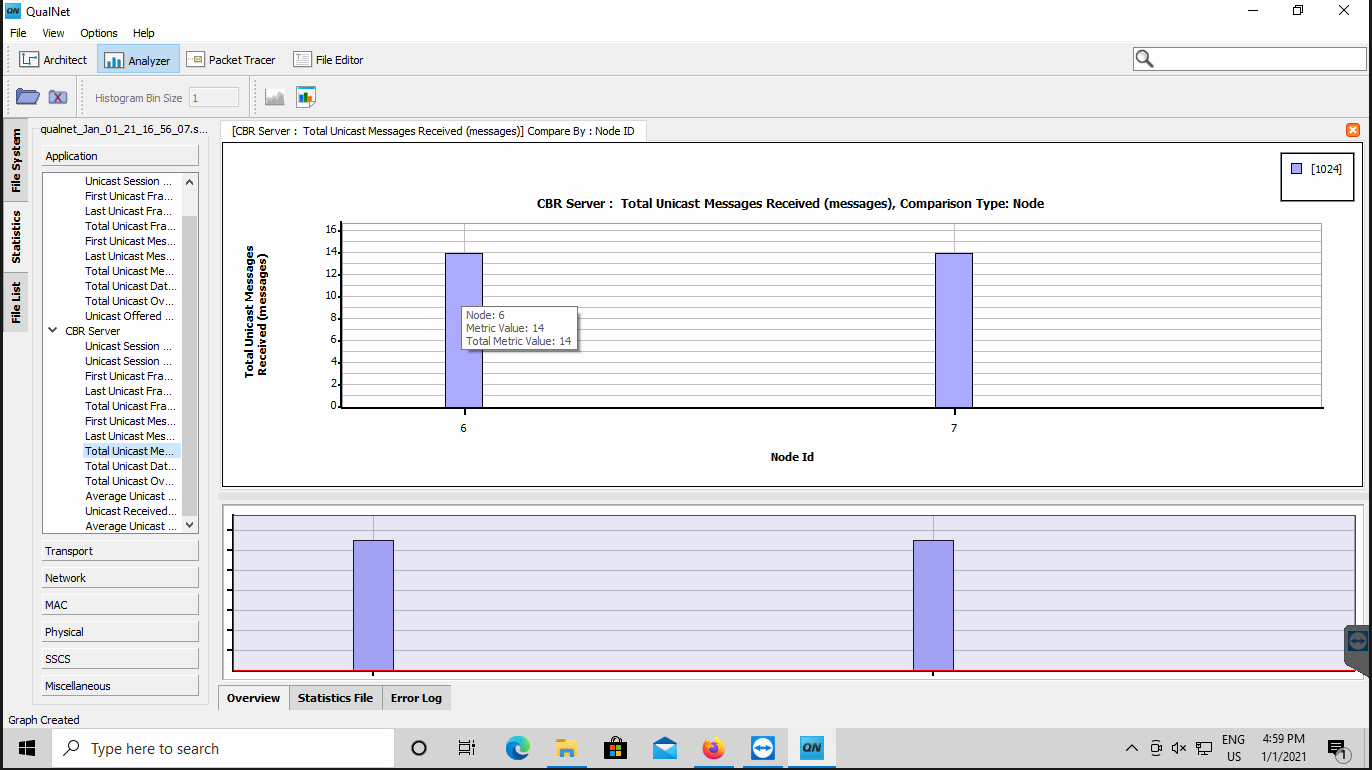 QN QualNet
File View Options Help
Architect Analyzer Packet Tracer File Editor
Histogram Bin Size 1
File System
Statistics
File List
qualnet_Jan_01_21_16_56_07.s...
Application
Unicast Session ...
First Unicast Fra...
Last Unicast Fra...
Total Unicast Fra...
First Unicast Mes...
Last Unicast Mes...
Total Unicast Me...
Total Unicast Dat...
Total Unicast Ov...
Unicast Offered ...
CBR Server
Unicast Session ...
Unicast Session ...
First Unicast Fra...
Last Unicast Fra...
Total Unicast Fra...
First Unicast Mes...
Last Unicast Mes...
Total Unicast Me...
Total Unicast Dat...
Total Unicast Ov...
Average Unicast ...
Unicast Received...
Average Unicast ...
Transport
Network
MAC
Physical
SSCS
Miscellaneous
[CBR Server : Total Unicast Messages Received (messages)] Compare By : Node ID
[1024]
CBR Server : Total Unicast Messages Received (messages), Comparison Type: Node
Total Unicast Messages
Received (messages)
16
14
12
10
8
6
4
2
0
Node: 6
Metric Value: 14
Total Metric Value: 14
6 7
Node Id
Overview Statistics File Error Log
Graph Created
Type here to search
QN
ENG
US
4:59 PM
1/1/2021
1